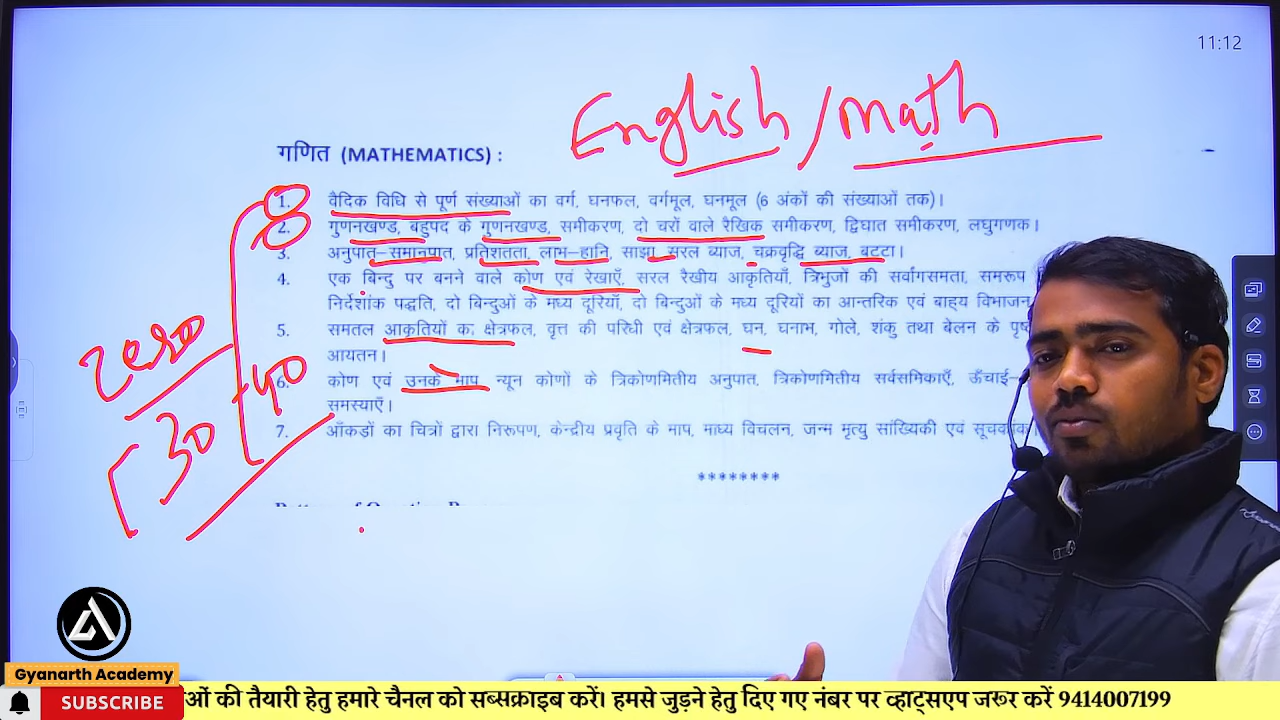 11:12
English / Math
गणित (MATHEMATICS) :
1. वैदिक विधि से पूर्ण संख्याओं का वर्ग, घनफल, वर्गमूल, घनमूल (6 अंकों की संख्याओं तक)।
2. गुणनखण्ड, बहुपद के गुणनखण्ड, समीकरण, दो चरों वाले रैखिक समीकरण, द्विघात समीकरण, लघुगणक।
3. अनुपात–समानपात, प्रतिशतता, लाभ–हानि, साझा सरल ब्याज, चक्रवृद्धि ब्याज, बटटा।
4. एक बिन्दु पर बनने वाले कोण एवं रेखाएँ, सरल रैखीय आकृतियाँ, त्रिभुजों की सर्वांगसमता, समरूप
निर्देशांक पद्धति, दो बिन्दुओं के मध्य दूरियाँ, दो बिन्दुओं के मध्य दूरियों का आन्तरिक एवं बाह्य विभाजन
5. समतल आकृतियों का क्षेत्रफल, वृत्त की परिधी एवं क्षेत्रफल, घन, घनाभ, गोले, शंकु तथा बेलन के
आयतन।
zero
6. कोण एवं उनके माप न्यून कोणों के त्रिकोणमितीय अनुपात, त्रिकोणमितीय सर्वसमिकाएँ, ऊँचाई–
समस्याएँ।
30 40
7. आँकड़ों का चित्रों द्वारा निरूपण, केन्द्रीय प्रवृति के माप, माध्य विचलन, जन्म मृत्यु सांख्यिकी एवं
********
Gyanarth Academy
SUBSCRIBE
ओं की तैयारी हेतु हमारे चैनल को सब्सक्राइब करें। हमसे जुड़ने हेतु दिए गए नंबर पर व्हाट्सएप जरूर करें 9414007199